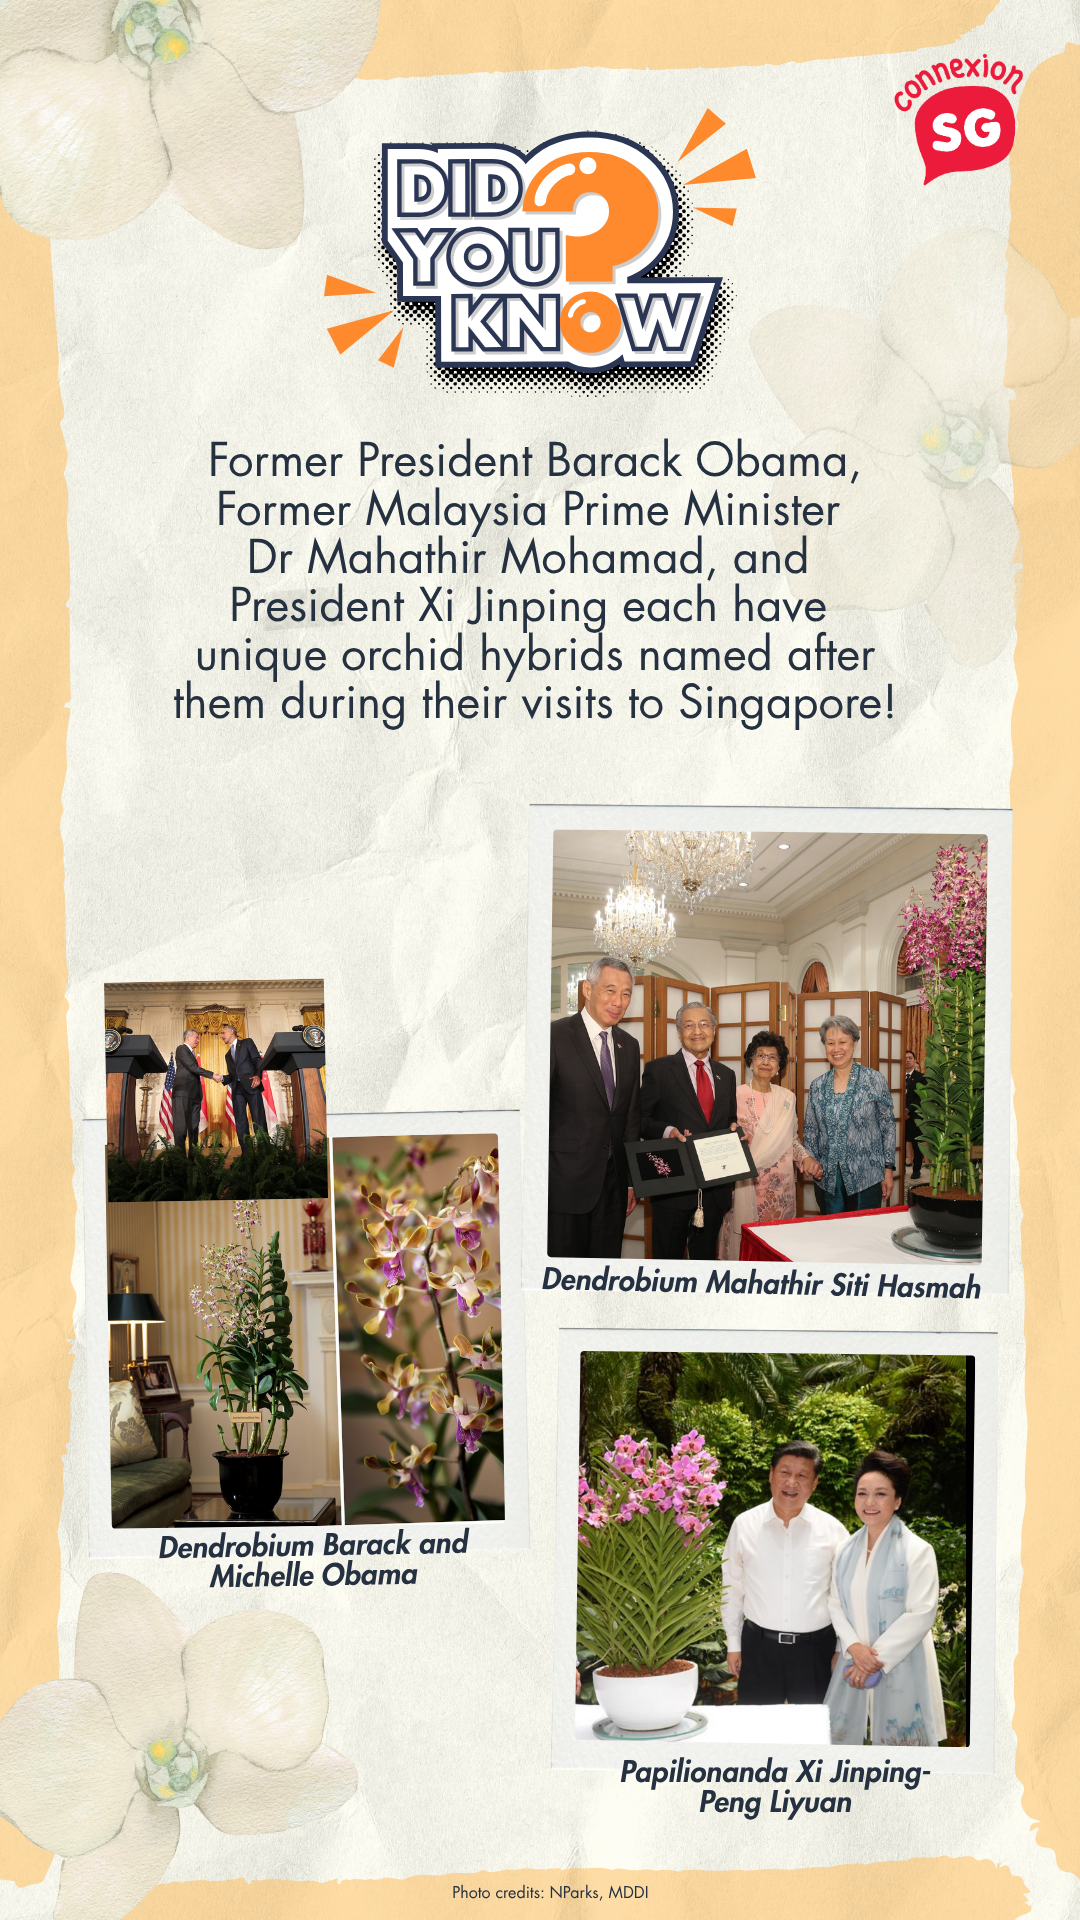 connexion
SG
DID
YOU
KNOW
Former President Barack Obama,
Former Malaysia Prime Minister
Dr Mahathir Mohamad, and
President Xi Jinping each have
unique orchid hybrids named after
them during their visits to Singapore!
Dendrobium Mahathir Siti Hasmah
Dendrobium Barack and
Michelle Obama
Papilionanda Xi Jinping-
Peng Liyuan
Photo credits: NParks, MDDI